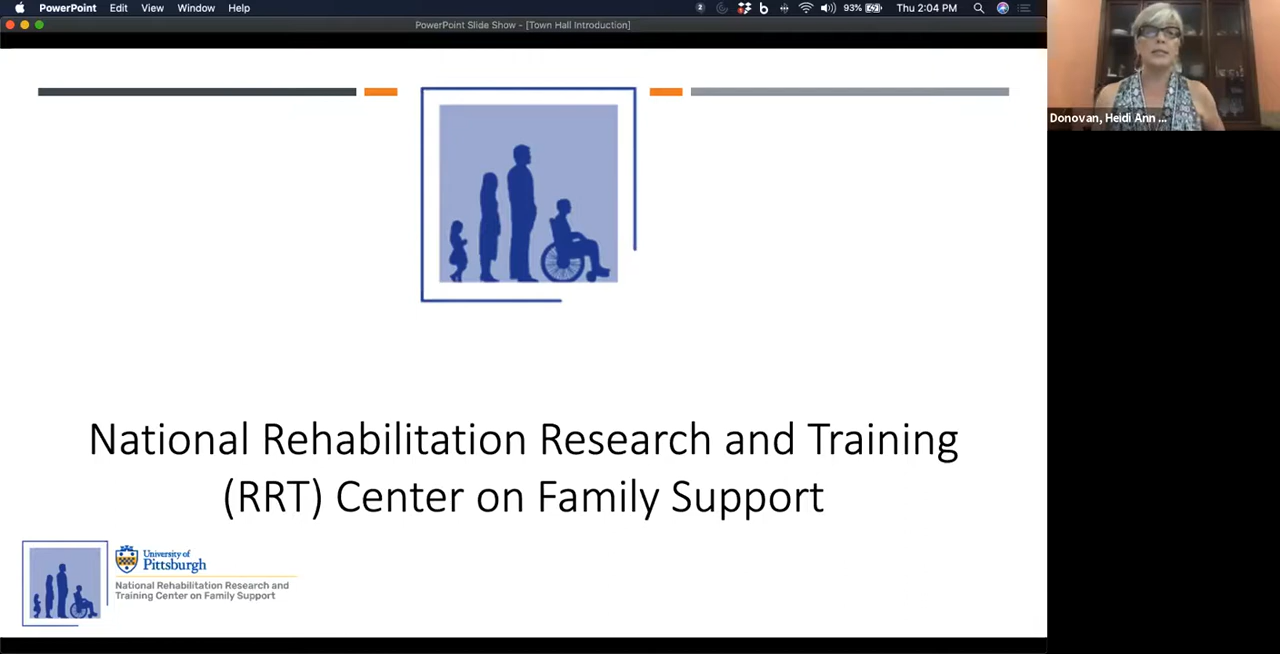 PowerPoint Edit View Window Help
2 93% Thu 2:04 PM
PowerPoint Slide Show - [Town Hall Introduction]
Donovan, Heidi Ann ...
National Rehabilitation Research and Training
(RRT) Center on Family Support
University of
Pittsburgh
National Rehabilitation Research and
Training Center on Family Support